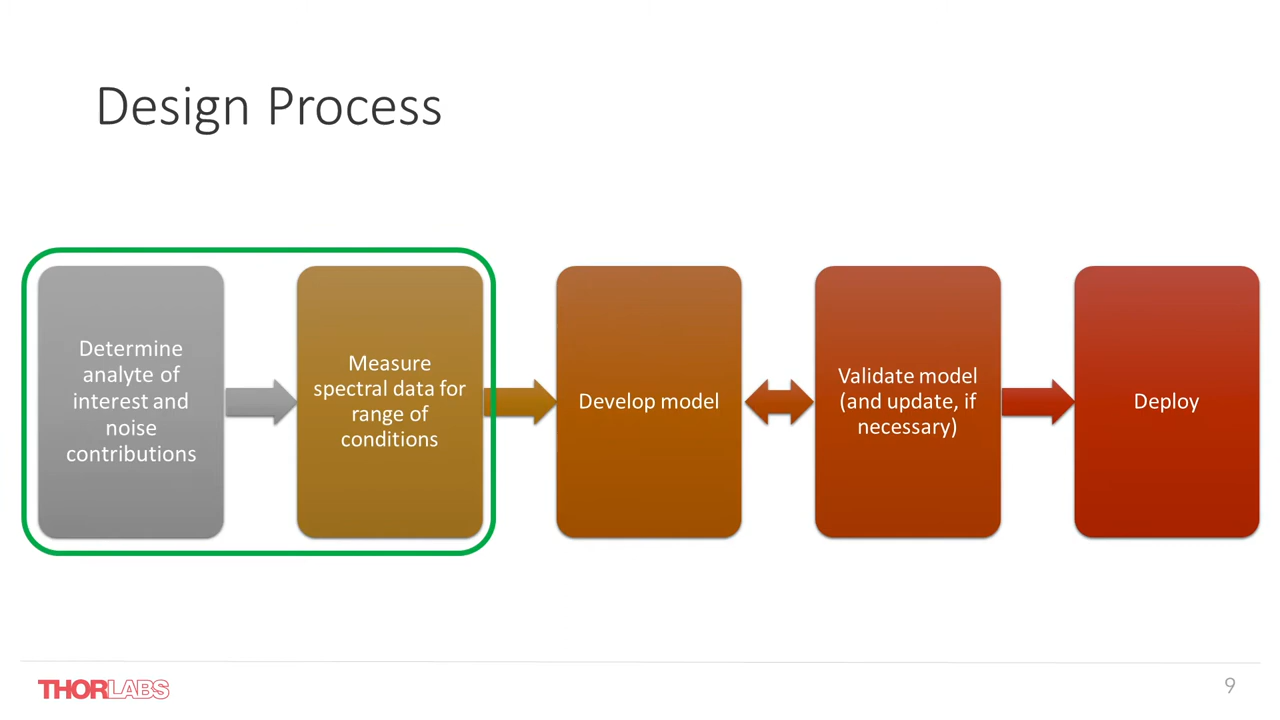 Design Process
Determine
analyte of
interest and
noise
contributions
Measure
spectral data for
range of
conditions
Develop model
Validate model
(and update, if
necessary)
Deploy
THORLABS
9